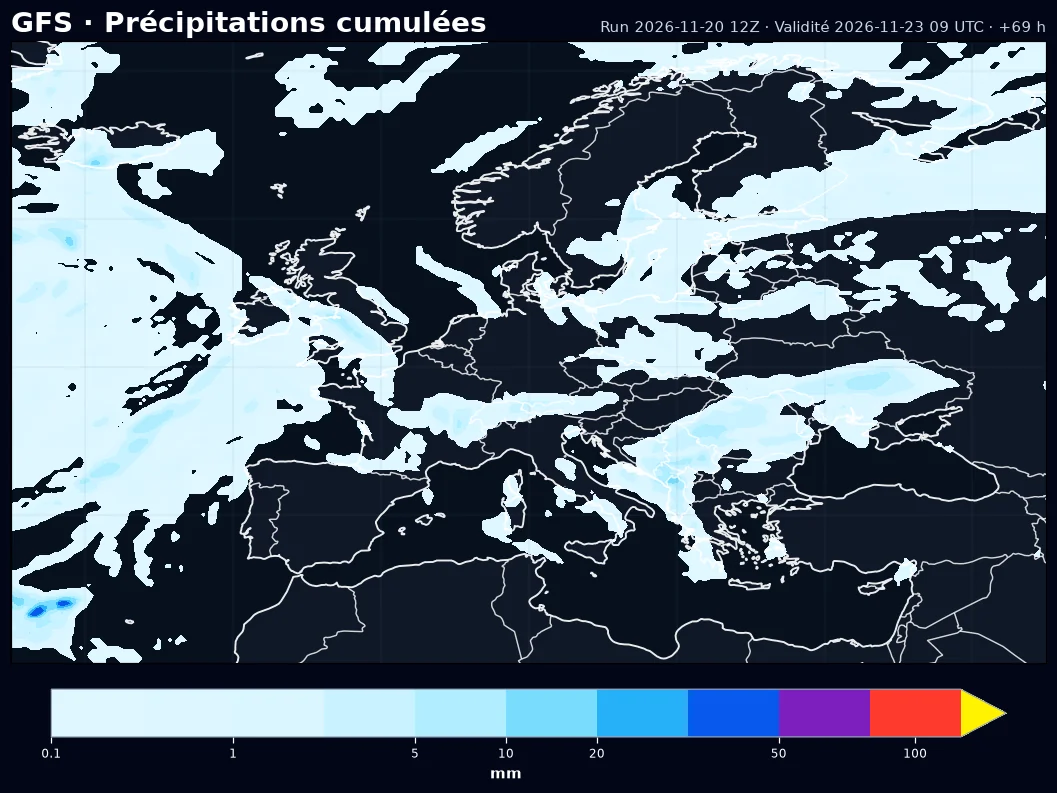 GFS · Précipitations cumulées
Run 2026-11-20 12Z · Validité 2026-11-23 09 UTC · +69 h
0.1 1 5 10 20 50 100
mm